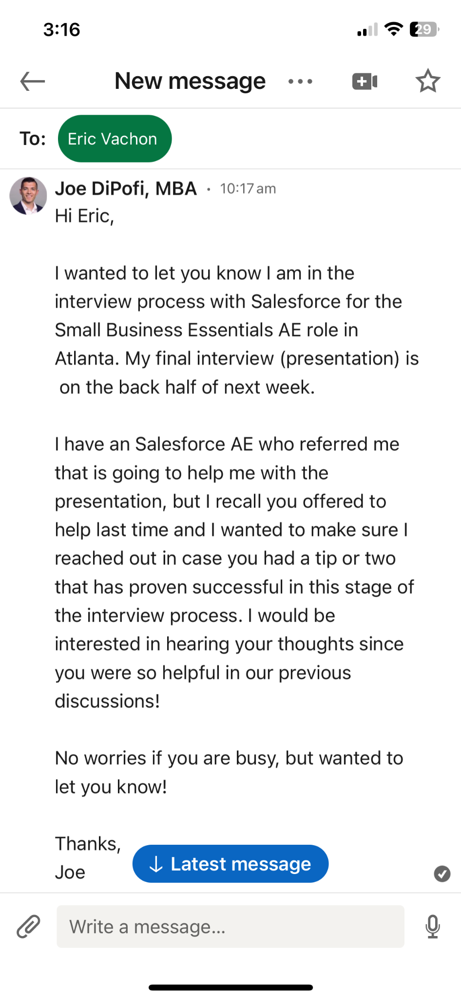 3:16
29
New message
To: Eric Vachon
Joe DiPofi, MBA • 10:17 am
Hi Eric,
I wanted to let you know I am in the
interview process with Salesforce for the
Small Business Essentials AE role in
Atlanta. My final interview (presentation) is
on the back half of next week.
I have an Salesforce AE who referred me
that is going to help me with the
presentation, but I recall you offered to
help last time and I wanted to make sure I
reached out in case you had a tip or two
that has proven successful in this stage of
the interview process. I would be
interested in hearing your thoughts since
you were so helpful in our previous
discussions!
No worries if you are busy, but wanted to
let you know!
Thanks,
Joe
↓ Latest message
Write a message...